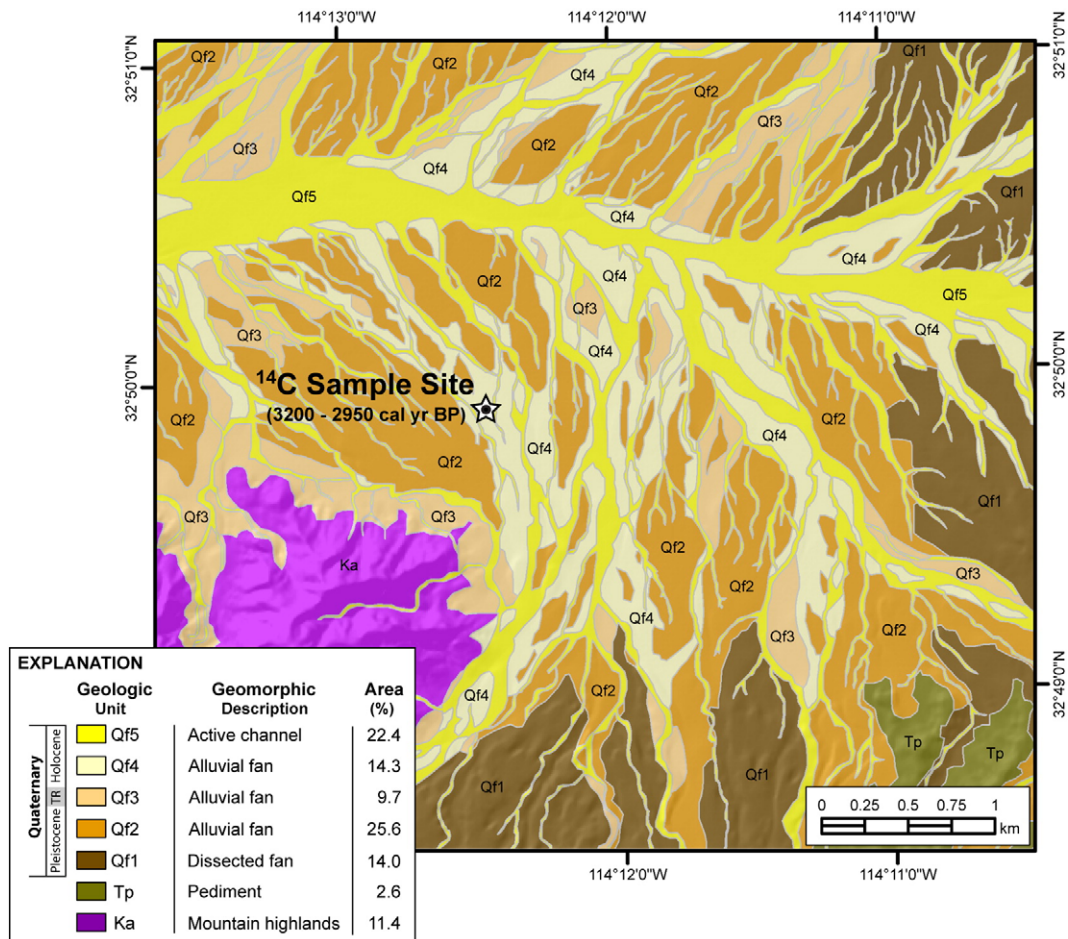 114°13'0"W 114°12'0"W 114°11'0"W
32°51'0"N
32°51'0"N
32°50'0"N
32°50'0"N
32°49'0"N
Qf2
Qf2
Qf4
Qf1
Qf2
Qf3
Qf3
Qf4
Qf2
Qf5
Qf4
Qf1
Qf4
Qf4
Qf2
Qf3
Qf5
Qf3
Qf4
Qf4
14C Sample Site
(3200 - 2950 cal yr BP)
Qf2
Qf2
Qf4
Qf4
Qf2
Qf1
Qf3
Qf3
Ka
Qf2
Qf2
Qf3
Qf4
Qf3
Qf2
Qf4
Qf2
Tp
Tp
Qf1
Qf1
EXPLANATION
Geologic Unit
Geomorphic Description
Area (%)
Quaternary
Holocene
TR
Pleistocene
Qf5 Active channel 22.4
Qf4 Alluvial fan 14.3
Qf3 Alluvial fan 9.7
Qf2 Alluvial fan 25.6
Qf1 Dissected fan 14.0
Tp Pediment 2.6
Ka Mountain highlands 11.4
0 0.25 0.5 0.75 1
km
114°12'0"W 114°11'0"W